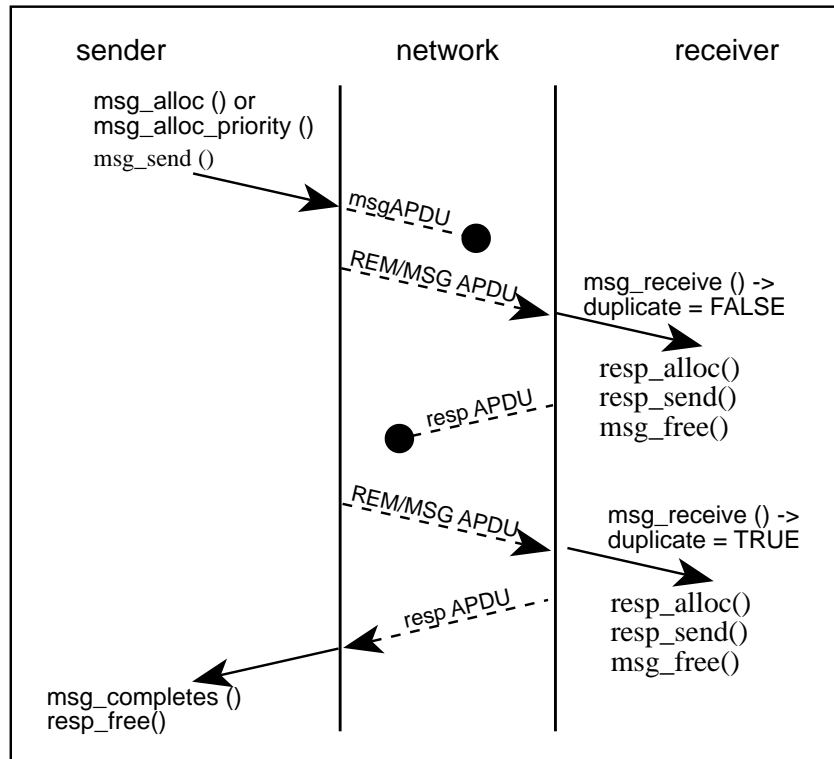 sender
network
receiver
msg_alloc () or
msg_alloc_priority ()
msg_send ()
msgAPDU
REM/MSG APDU
msg_receive () ->
duplicate = FALSE
resp_alloc()
resp_send()
msg_free()
resp APDU
REM/MSG APDU
msg_receive () ->
duplicate = TRUE
resp_alloc()
resp_send()
msg_free()
resp APDU
msg_completes ()
resp_free()